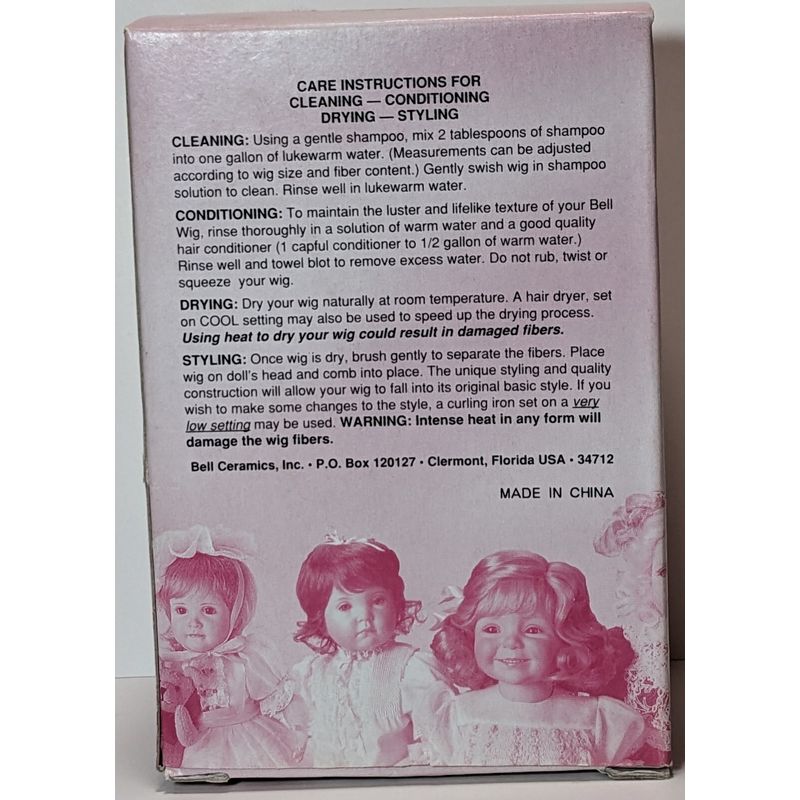 CARE INSTRUCTIONS FOR
CLEANING — CONDITIONING
DRYING — STYLING
CLEANING: Using a gentle shampoo, mix 2 tablespoons of shampoo
into one gallon of lukewarm water. (Measurements can be adjusted
according to wig size and fiber content.) Gently swish wig in shampoo
solution to clean. Rinse well in lukewarm water.
CONDITIONING: To maintain the luster and lifelike texture of your Bell
Wig, rinse thoroughly in a solution of warm water and a good quality
hair conditioner (1 capful conditioner to 1/2 gallon of warm water.)
Rinse well and towel blot to remove excess water. Do not rub, twist or
squeeze your wig.
DRYING: Dry your wig naturally at room temperature. A hair dryer, set
on COOL setting may also be used to speed up the drying process.
Using heat to dry your wig could result in damaged fibers.
STYLING: Once wig is dry, brush gently to separate the fibers. Place
wig on doll's head and comb into place. The unique styling and quality
construction will allow your wig to fall into its original basic style. If you
wish to make some changes to the style, a curling iron set on a very
low setting may be used. WARNING: Intense heat in any form will
damage the wig fibers.
Bell Ceramics, Inc. • P.O. Box 120127 • Clermont, Florida USA • 34712
MADE IN CHINA